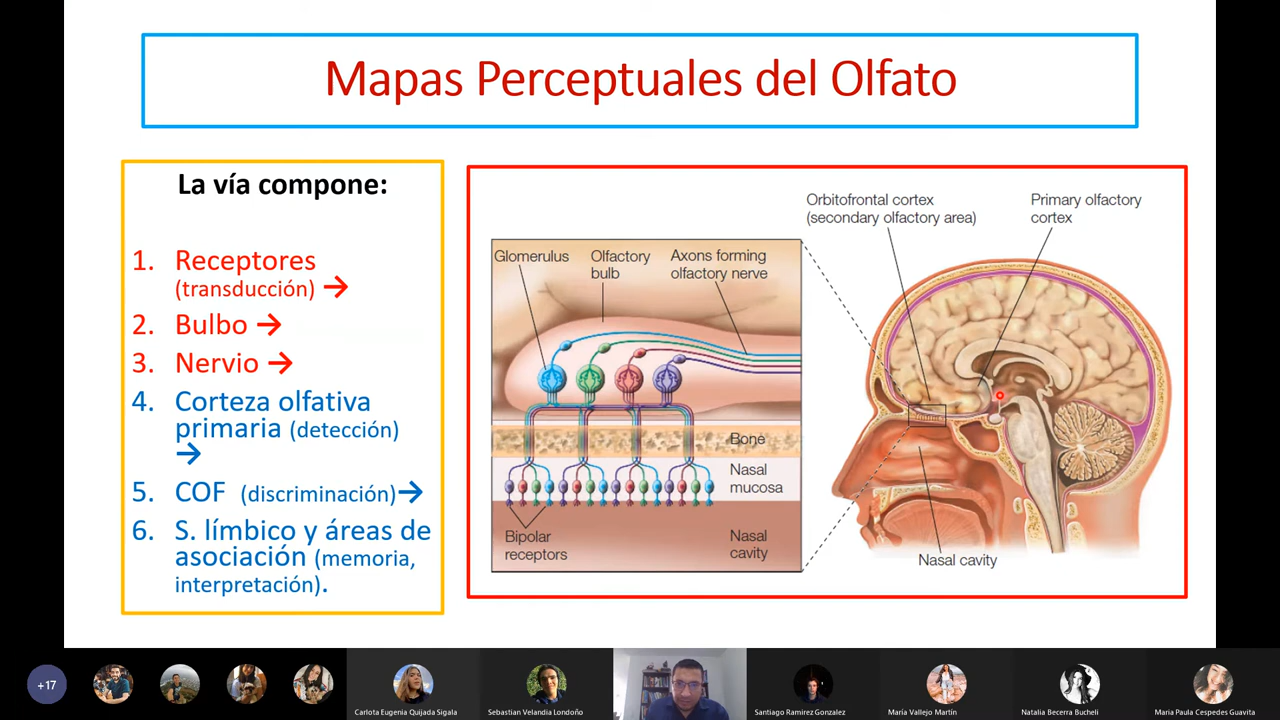 Mapas Perceptuales del Olfato
La vía compone:
1. Receptores
(transducción) →
2. Bulbo →
3. Nervio →
4. Corteza olfativa
primaria (detección)
→
5. COF (discriminación)→
6. S. límbico y áreas de
asociación (memoria,
interpretación).
Orbitofrontal cortex
(secondary olfactory area)
Primary olfactory
cortex
Glomerulus
Olfactory
bulb
Axons forming
olfactory nerve
Bone
Nasal
mucosa
Bipolar
receptors
Nasal
cavity
Nasal cavity
+17
Carlota Eugenia Quijada Sigala
Sebastian Velandia Londoño
Santiago Ramirez Gonzalez
María Vallejo Martín
Natalia Becerra Bucheli
Maria Paula Cespedes Guavita